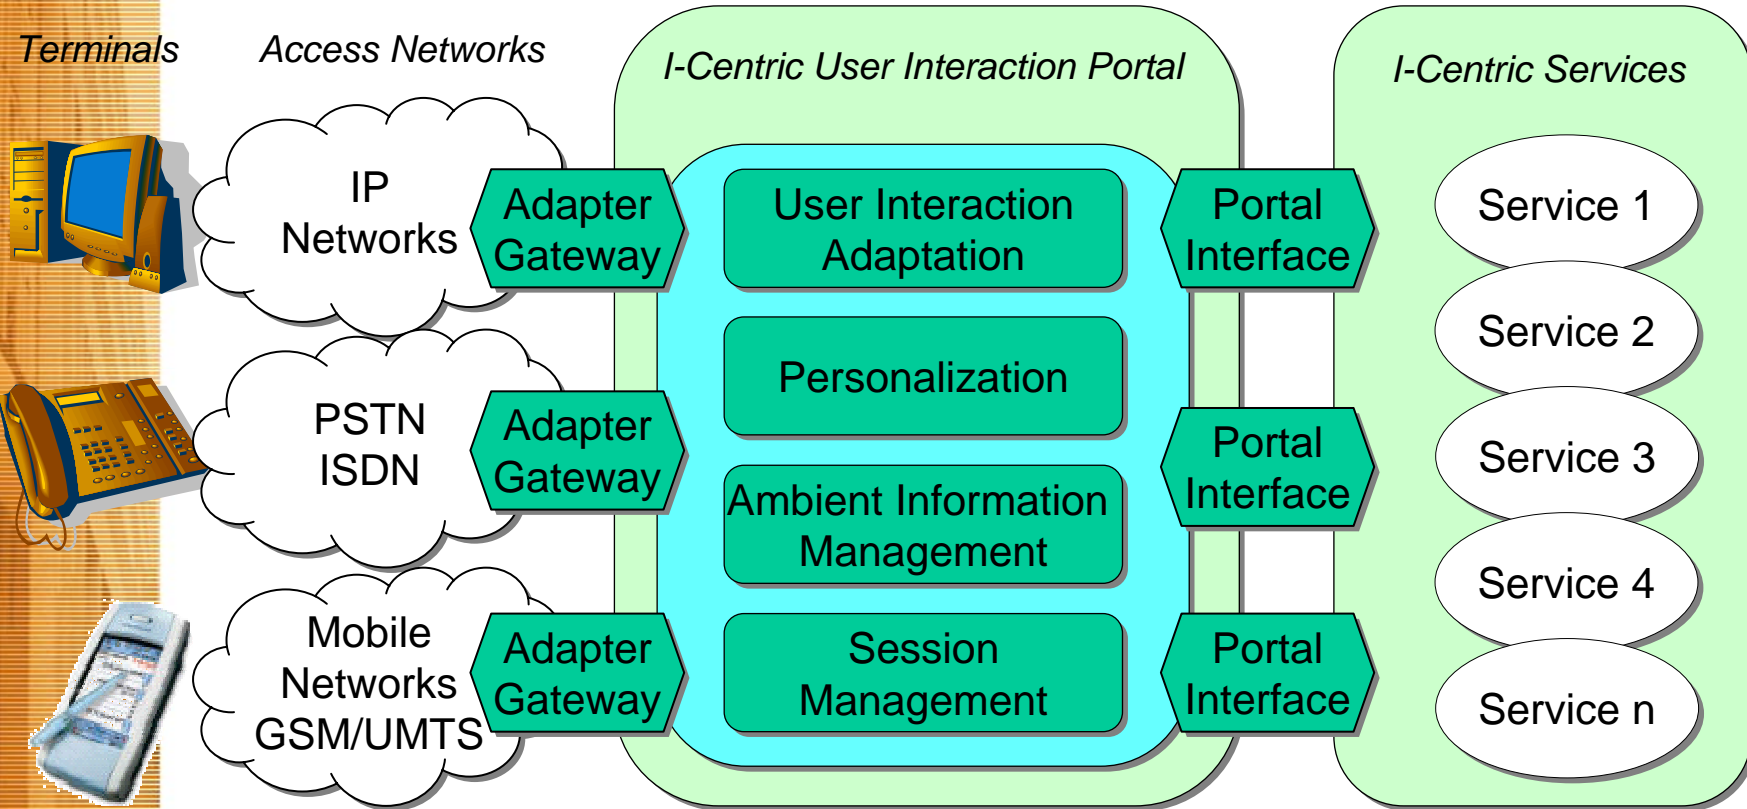 Terminals
Access Networks
I-Centric User Interaction Portal
I-Centric Services
IP
Networks
Adapter
Gateway
User Interaction
Adaptation
Portal
Interface
Service 1
Service 2
PSTN
ISDN
Adapter
Gateway
Personalization
Ambient Information
Management
Portal
Interface
Service 3
Service 4
Mobile
Networks
GSM/UMTS
Adapter
Gateway
Session
Management
Portal
Interface
Service n